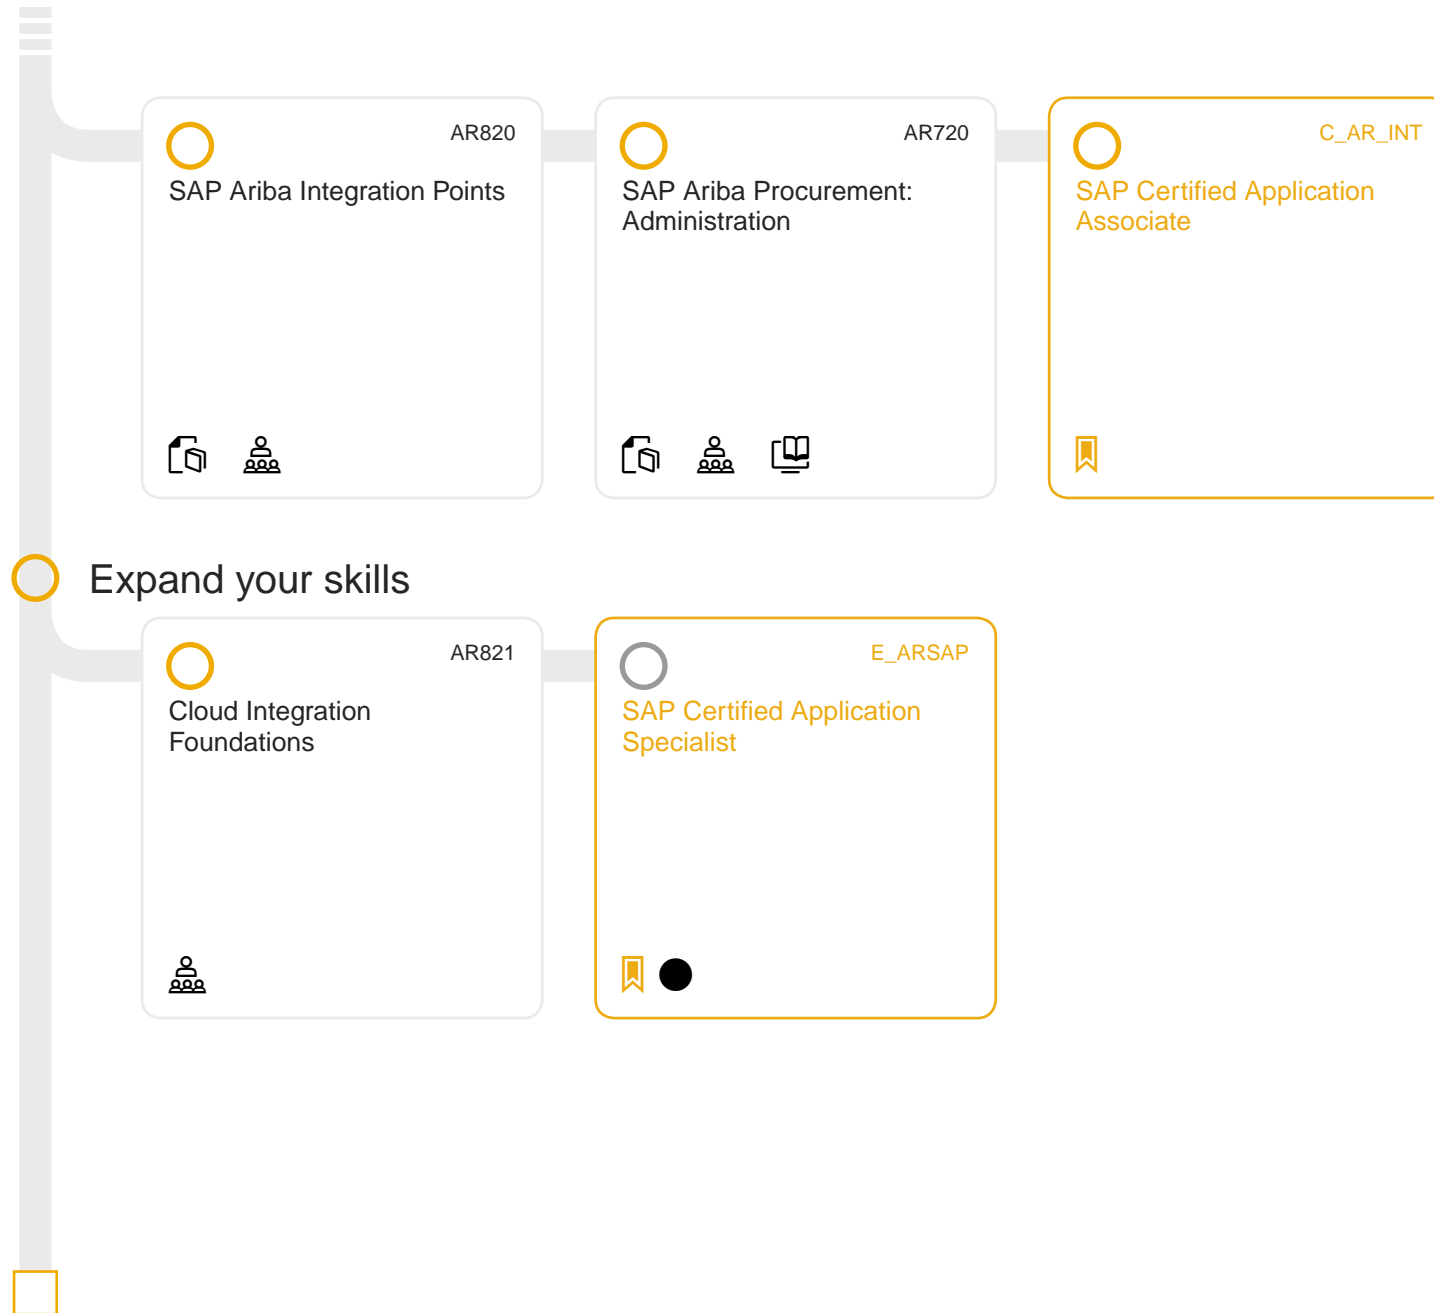 AR820
SAP Ariba Integration Points
AR720
SAP Ariba Procurement:
Administration
C_AR_INT
SAP Certified Application
Associate
Expand your skills
AR821
Cloud Integration
Foundations
E_ARSAP
SAP Certified Application
Specialist